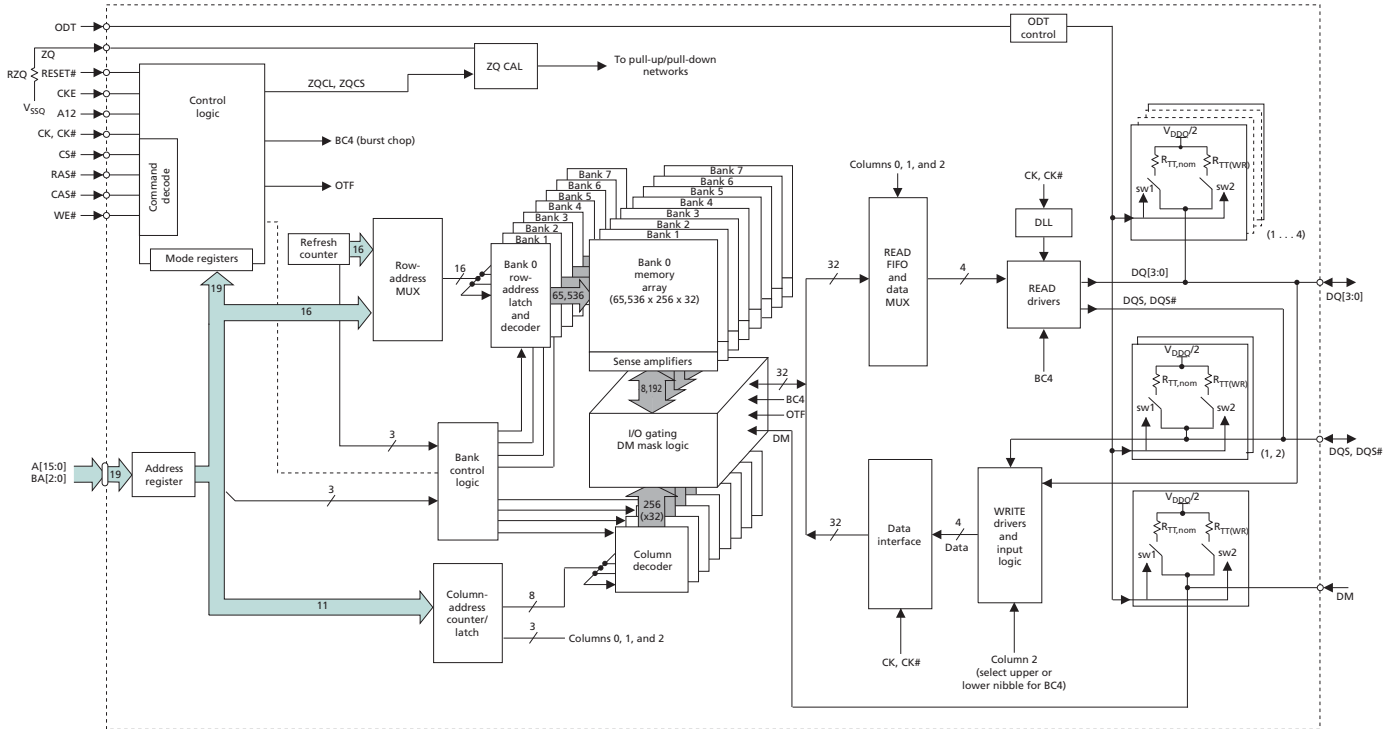 ODT
ODT
control
ZQ
RZQ
RESET#
CKE
VSSQ
A12
CK, CK#
CS#
RAS#
CAS#
WE#
Control
logic
Command
decode
Mode registers
ZQCL, ZQCS
ZQ CAL
To pull-up/pull-down
networks
BC4 (burst chop)
OTF
Refresh
counter
16
Row-
address
MUX
16
16
19
Bank 7
Bank 6
Bank 5
Bank 4
Bank 3
Bank 2
Bank 1
Bank 0
row-
address
latch
and
decoder
65,536
Bank 7
Bank 6
Bank 5
Bank 4
Bank 3
Bank 2
Bank 1
Bank 0
memory
array
(65,536 x 256 x 32)
Sense amplifiers
8,192
I/O gating
DM mask logic
32
BC4
OTF
DM
256
(x32)
Column
decoder
A[15:0]
BA[2:0]
19
Address
register
3
3
Bank
control
logic
11
Column-
address
counter/
latch
8
3
Columns 0, 1, and 2
Columns 0, 1, and 2
32
READ
FIFO
and
data
MUX
4
CK, CK#
DLL
READ
drivers
BC4
DQ[3:0]
DQS, DQS#
32
Data
interface
4
Data
WRITE
drivers
and
input
logic
CK, CK#
Column 2
(select upper or
lower nibble for BC4)
VDDQ/2
RTT,nom
RTT(WR)
sw1
sw2
(1 . . . 4)
DQ[3:0]
VDDQ/2
RTT,nom
RTT(WR)
sw1
sw2
(1, 2)
DQS, DQS#
VDDQ/2
RTT,nom
RTT(WR)
sw1
sw2
DM